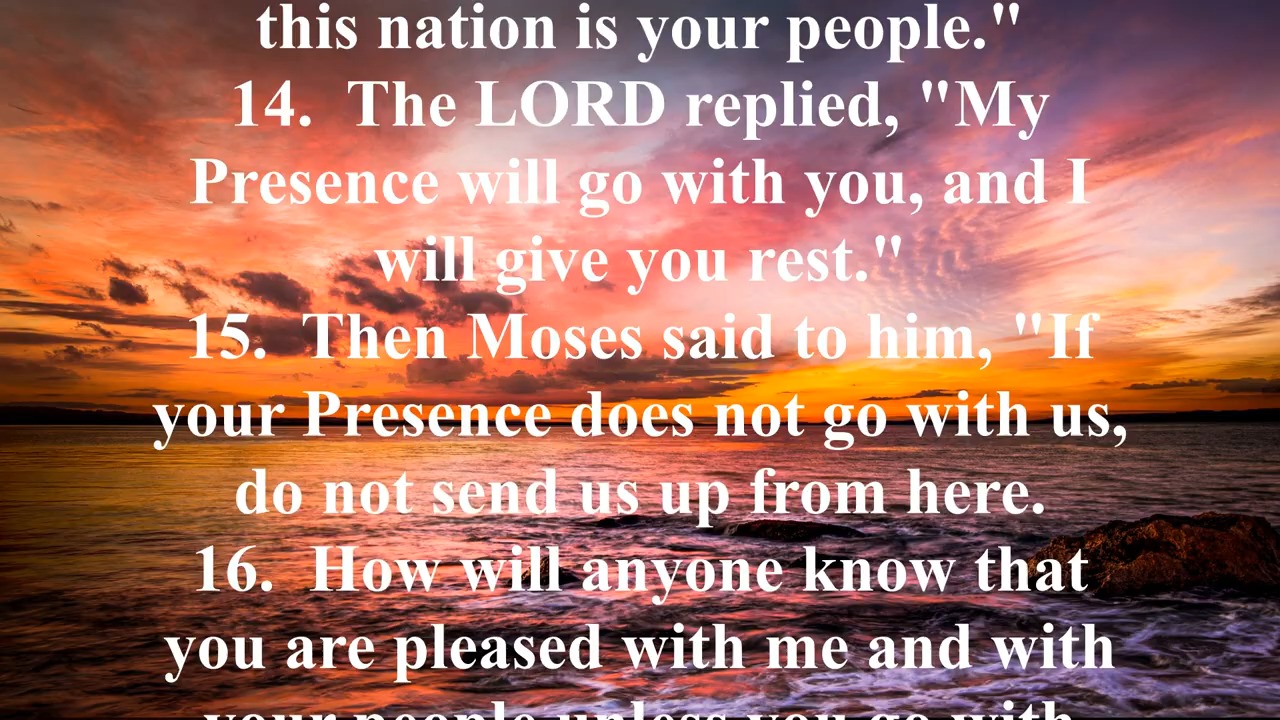 this nation is your people."
14.  The LORD replied, "My
Presence will go with you, and I
will give you rest."
15.  Then Moses said to him, "If
your Presence does not go with us,
do not send us up from here.
16.  How will anyone know that
you are pleased with me and with
your people unless you go with